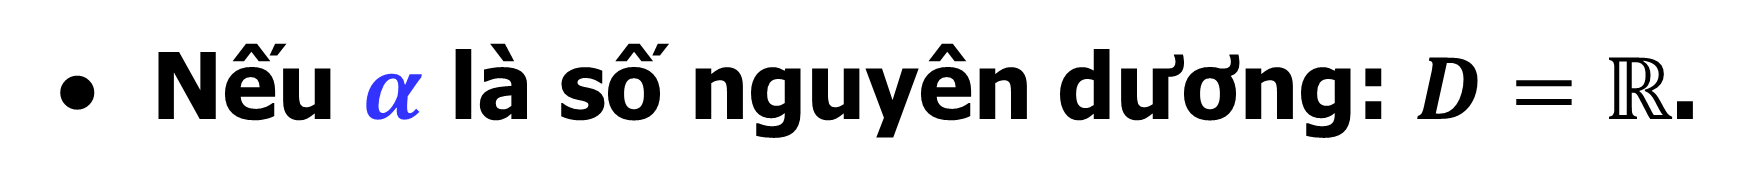 • Nếu α là số nguyên dương: D = ℝ.